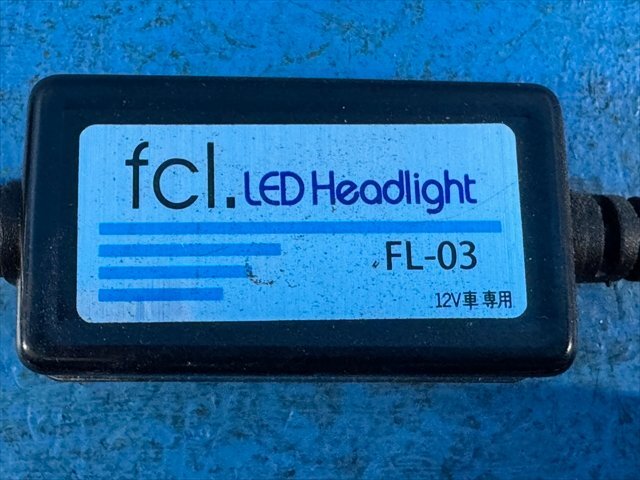 fcl. LED Headlight
FL-03
12V車専用